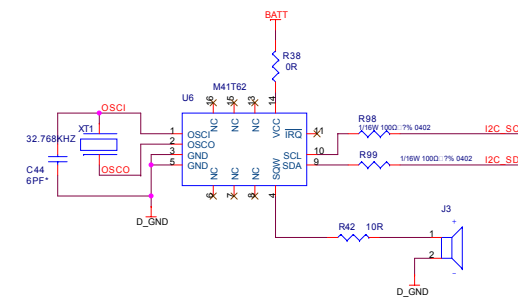 BATT
R38
0R
M41T62
U6
16
15
13
14
NC
NC
NC
VCC
OSCI
32.768KHz
XT1
OSCO
C44
6PF*
1
2
3
5
OSCI
OSCO
GND
GND
IRQ
SCL
SDA
11
10
9
NC
NC
NC
SQW
6
7
8
4
R98
1/16W 100Ω□?% 0402
I2C_SC
R99
1/16W 100Ω□?% 0402
I2C_SD
D_GND
R42
10R
J3
+
1
2
-
D_GND